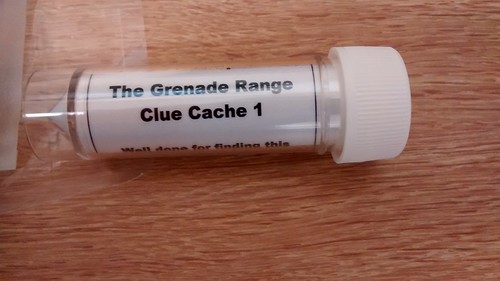 The Grenade Range
Clue Cache 1
Well done for finding this